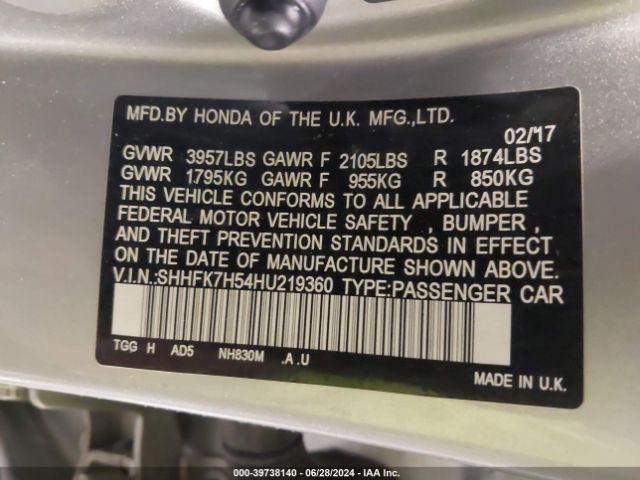 MFD.BY HONDA OF THE U.K. MFG.,LTD.
02/17
GVWR 3957LBS GAWR F 2105LBS R 1874LBS
GVWR 1795KG GAWR F 955KG R 850KG
THIS VEHICLE CONFORMS TO ALL APPLICABLE
FEDERAL MOTOR VEHICLE SAFETY , BUMPER ,
AND THEFT PREVENTION STANDARDS IN EFFECT
ON THE DATE OF MANUFACTURE SHOWN ABOVE.
V.I.N.:SHHFK7H54HU219360 TYPE:PASSENGER CAR
TGG H AD5 NH830M .A .U
MADE IN U.K.
000-39738140 | 06/28/2024 | IAA Inc.